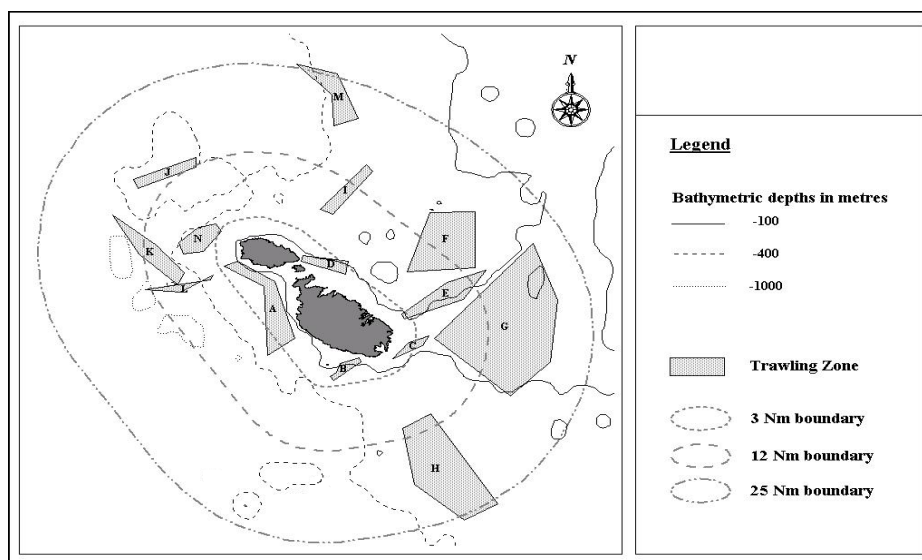 N
M
J
I
N
F
K
D
L
E
A
G
C
B
H
Legend
Bathymetric depths in metres
-100
-400
-1000
Trawling Zone
3 Nm boundary
12 Nm boundary
25 Nm boundary